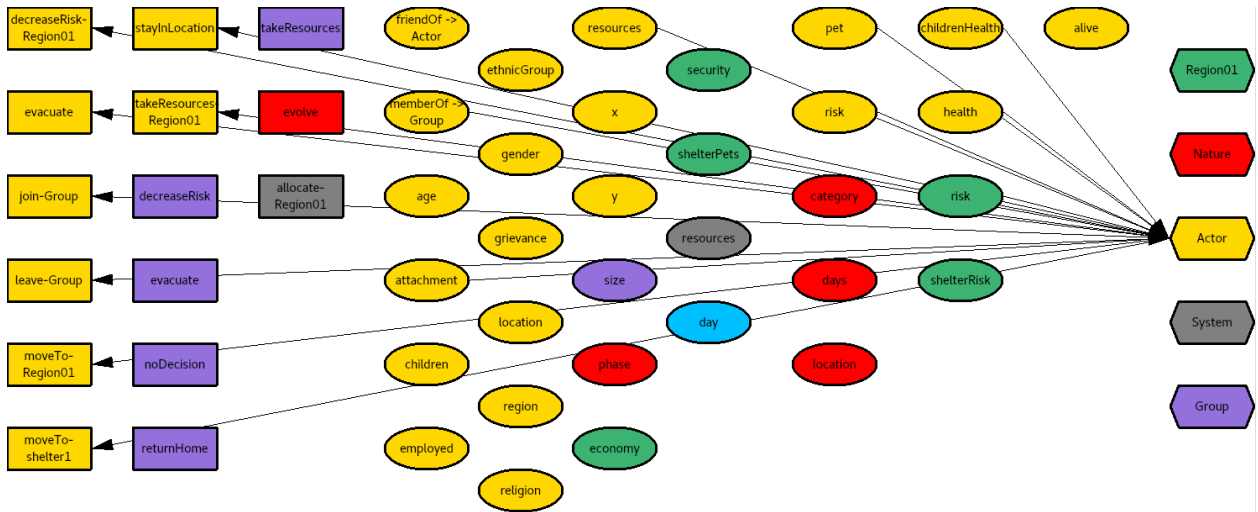 decreaseRisk-
Region01
stayInLocation
takeResources
friendOf ->
Actor
resources
pet
childrenHealth
alive
ethnicGroup
security
Region01
evacuate
takeResources-
Region01
evolve
memberOf ->
Group
x
risk
health
gender
shelterPets
Nature
join-Group
decreaseRisk
allocate-
Region01
age
y
category
risk
grievance
resources
Actor
leave-Group
evacuate
attachment
size
days
shelterRisk
location
day
System
moveTo-
Region01
noDecision
children
phase
location
region
Group
moveTo-
shelter1
returnHome
employed
economy
religion